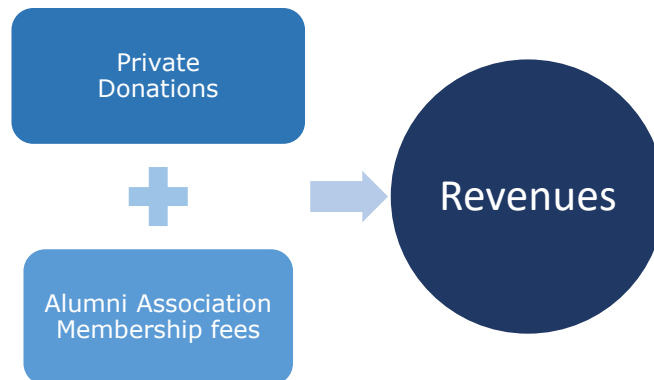 Private
Donations
Revenues
Alumni Association
Membership fees